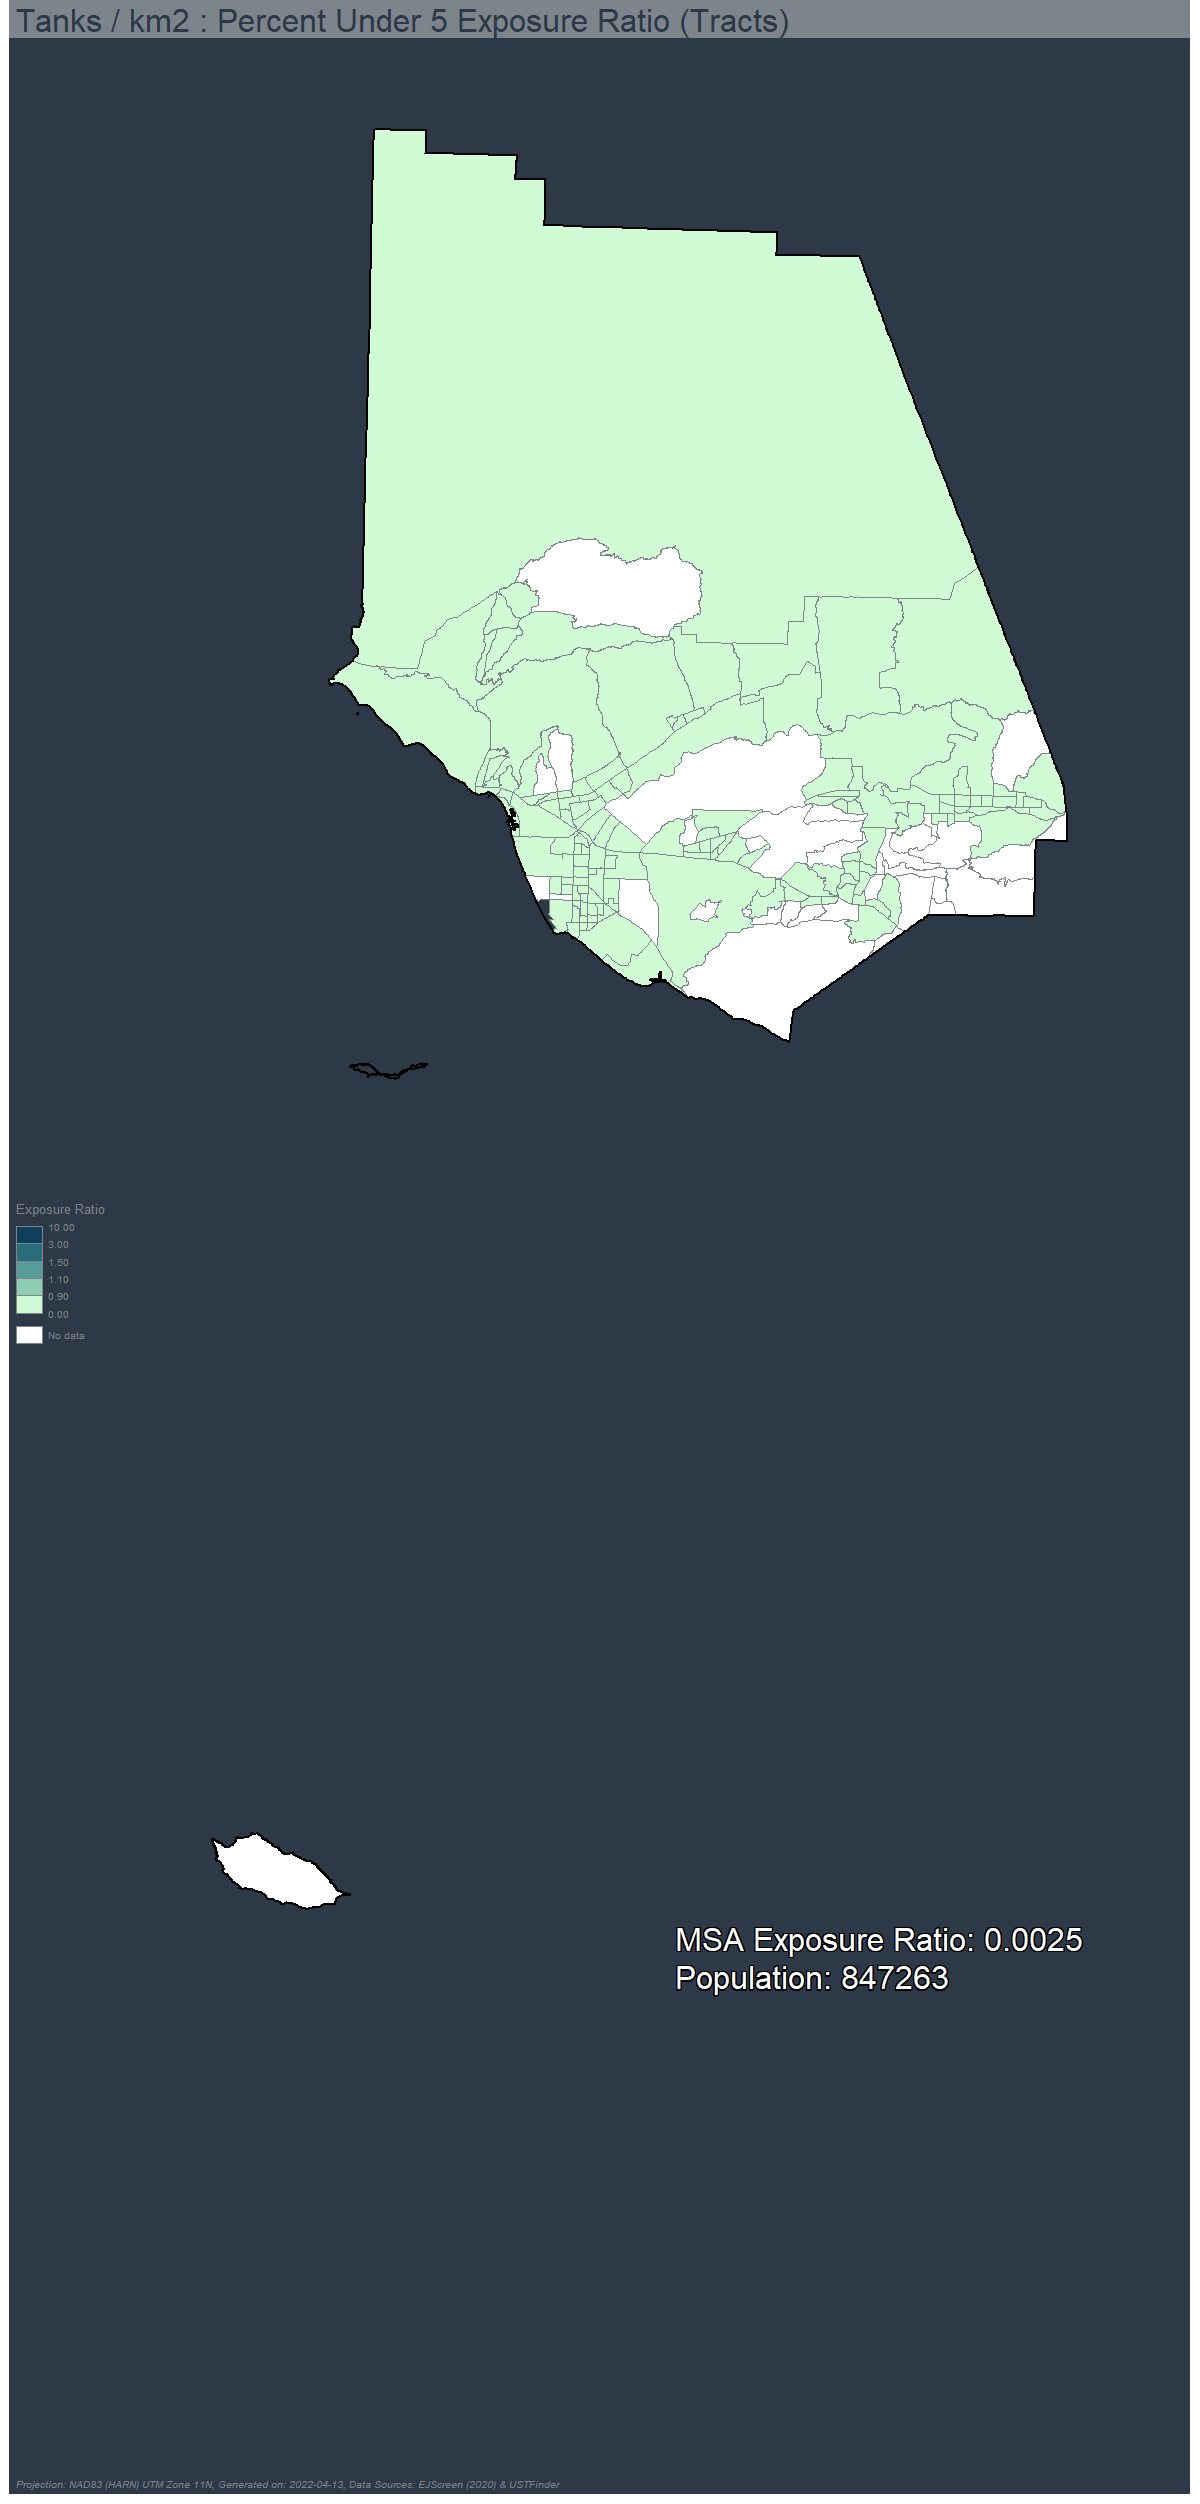 Tanks / km2 : Percent Under 5 Exposure Ratio (Tracts)
Exposure Ratio
10.00
3.00
1.50
1.10
0.90
0.00
No data
MSA Exposure Ratio: 0.0025
Population: 847263
Projection: NAD83 (HARN) UTM Zone 11N, Generated on: 2022-04-13, Data Sources: EJScreen (2020) & USTFinder